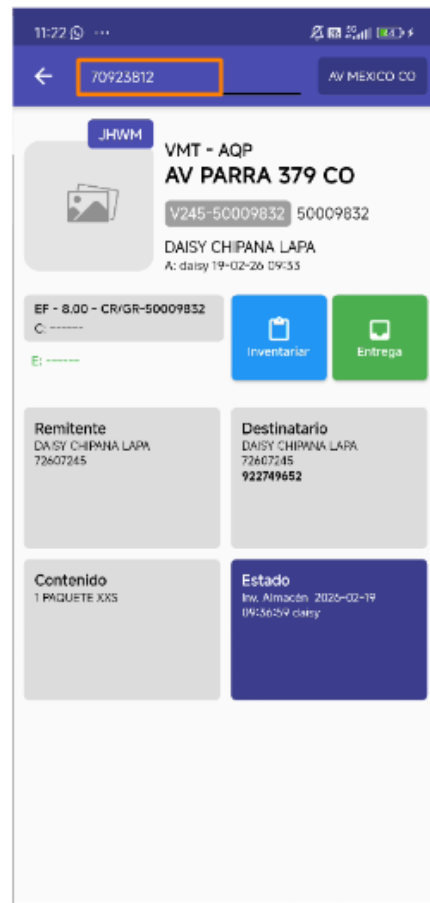 11:22
70923812
AV MEXICO CO
JHWM
VMT - AQP
AV PARRA 379 CO
V245-50009832 50009832
DAISY CHIPANA LAPA
A: daisy 19-02-26 09:33
EF - 8.00 - CR/GR-50009832
C: ------
E: ------
Inventariar
Entrega
Remitente
DAISY CHIPANA LAPA
72607245
Destinatario
DAISY CHIPANA LAPA
72607245
922749652
Contenido
1 PAQUETE XXS
Estado
Inv. Almacén 2026-02-19
09:36:59 daisy